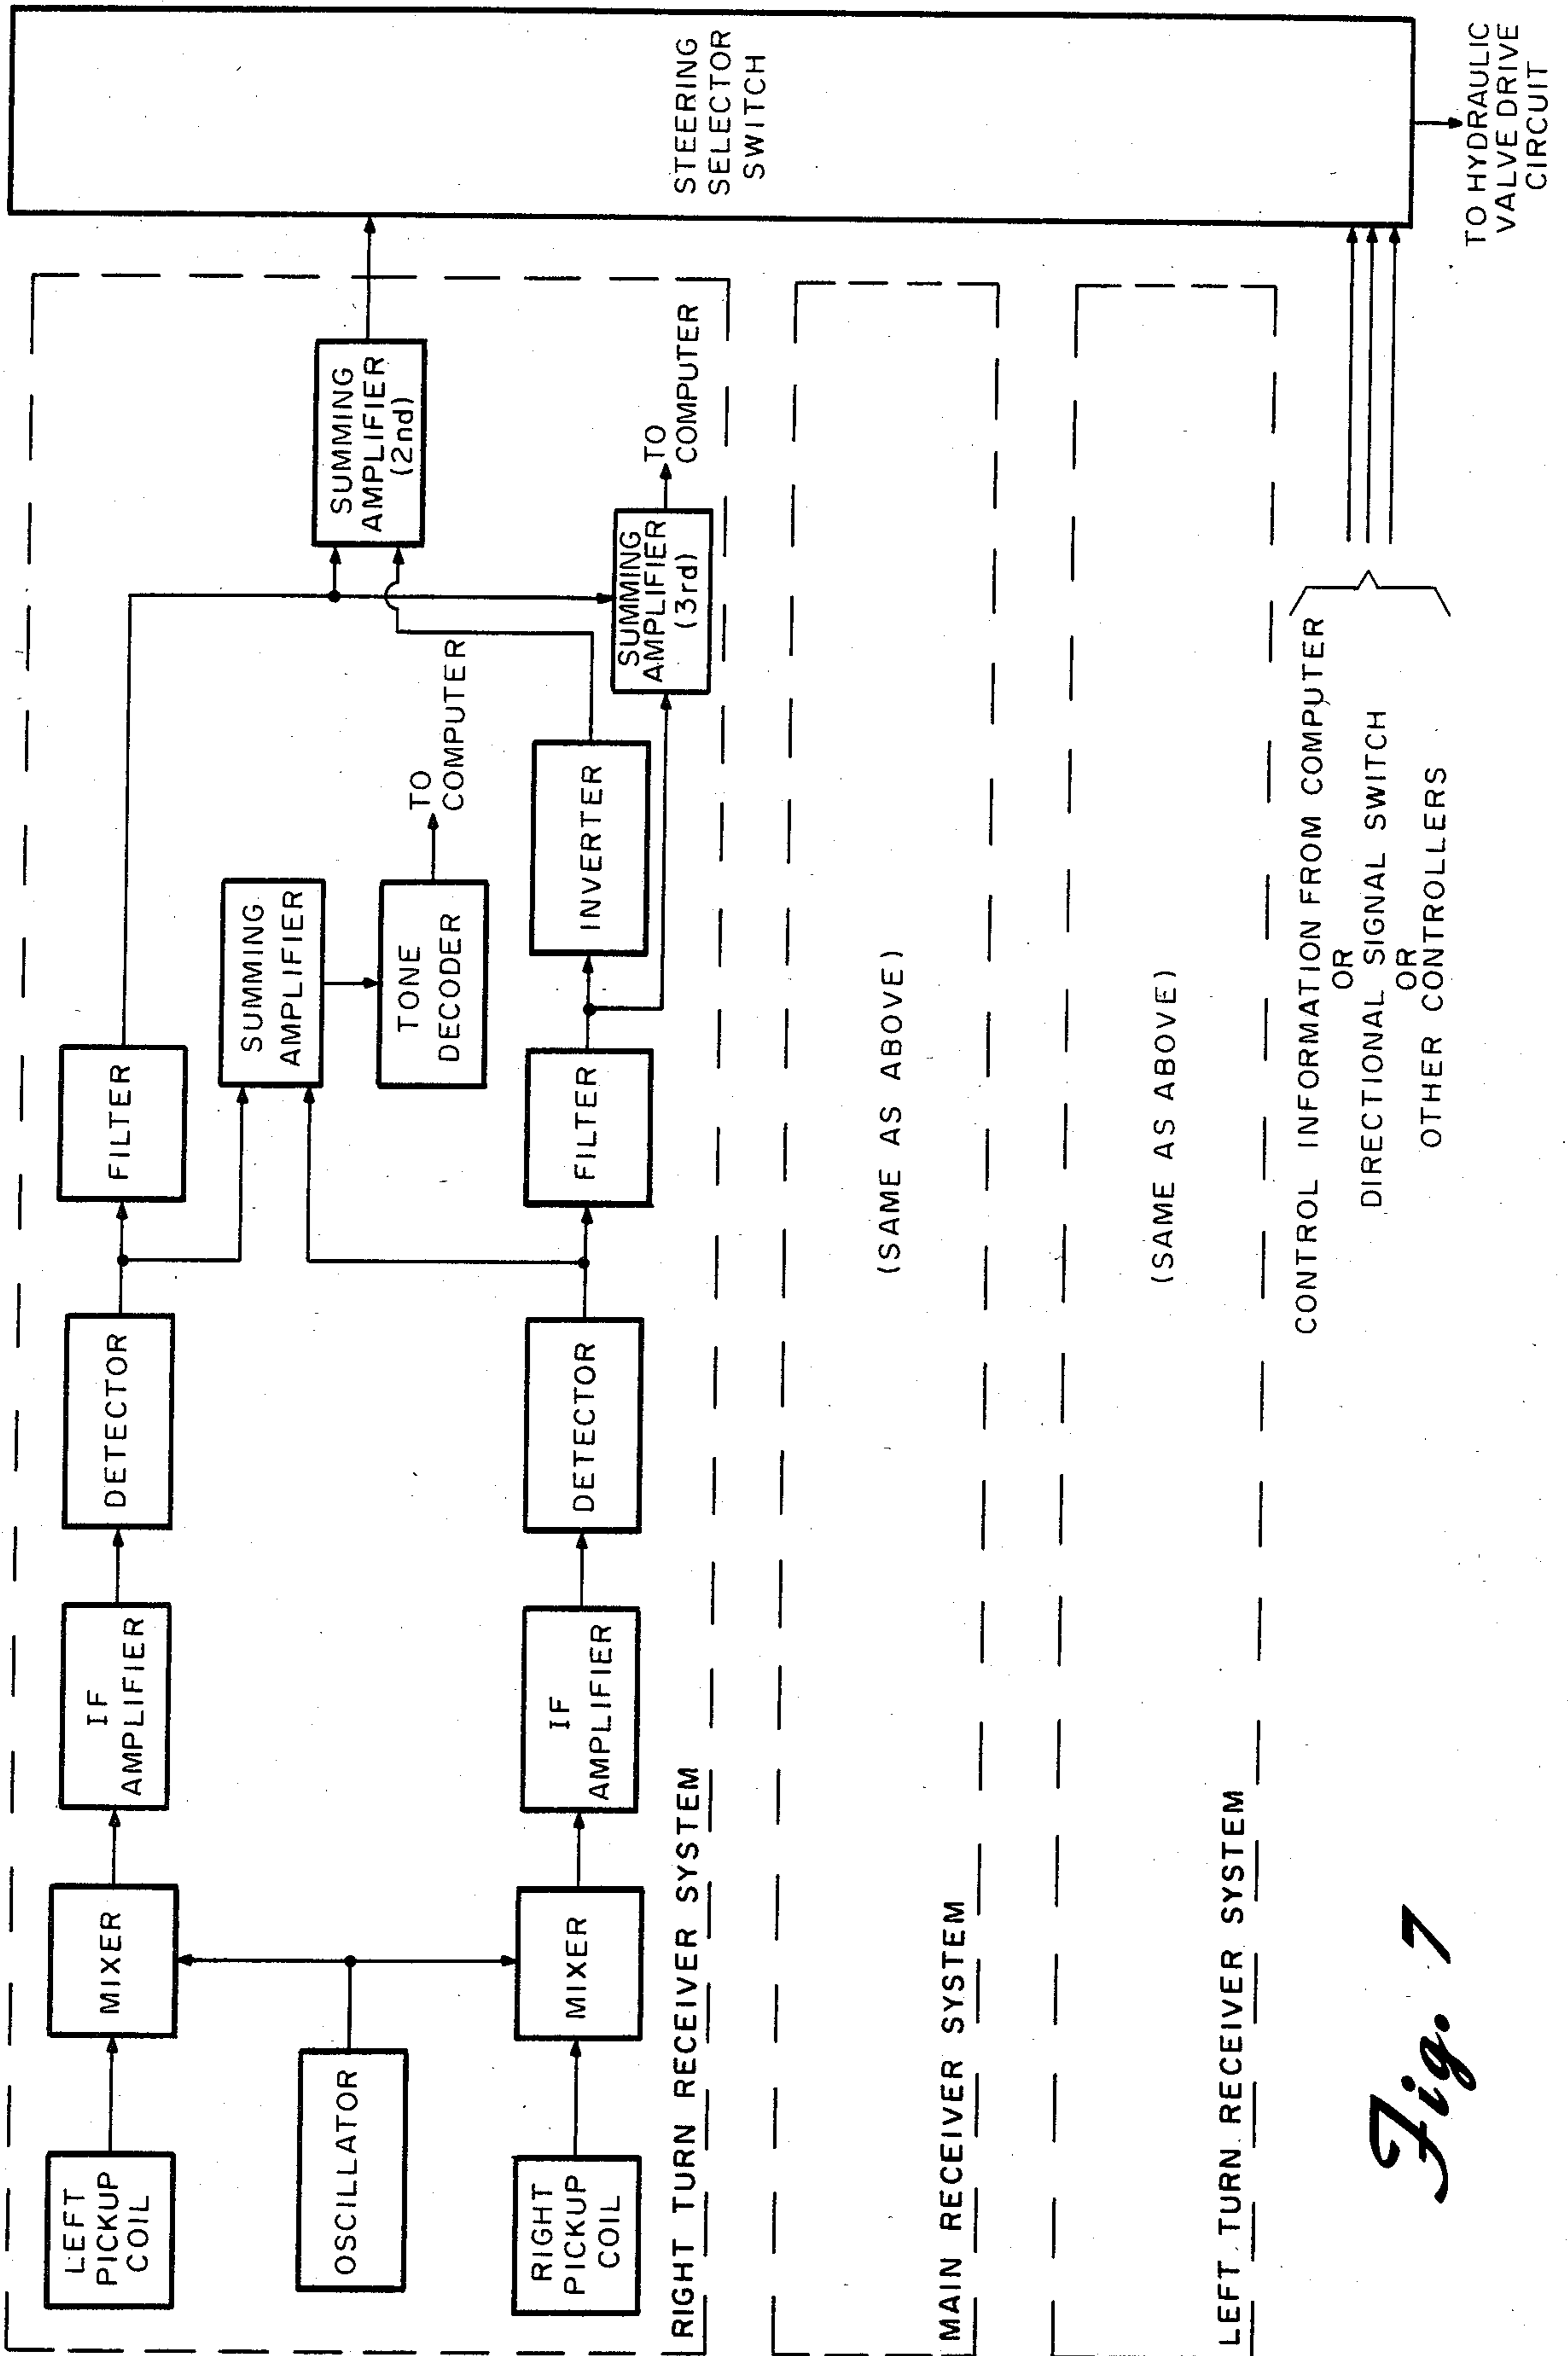 LEFT
PICKUP
COIL
MIXER
IF
AMPLIFIER
DETECTOR
FILTER
OSCILLATOR
SUMMING
AMPLIFIER
TONE
DECODER
TO
COMPUTER
SUMMING
AMPLIFIER
(2nd)
RIGHT
PICKUP
COIL
MIXER
IF
AMPLIFIER
DETECTOR
FILTER
INVERTER
SUMMING
AMPLIFIER
(3rd)
TO
COMPUTER
RIGHT TURN RECEIVER SYSTEM
STEERING
SELECTOR
SWITCH
(SAME AS ABOVE)
MAIN RECEIVER SYSTEM
(SAME AS ABOVE)
LEFT TURN RECEIVER SYSTEM
CONTROL INFORMATION FROM COMPUTER
OR
DIRECTIONAL SIGNAL SWITCH
OR
OTHER CONTROLLERS
TO HYDRAULIC
VALVE DRIVE
CIRCUIT
Fig. 7